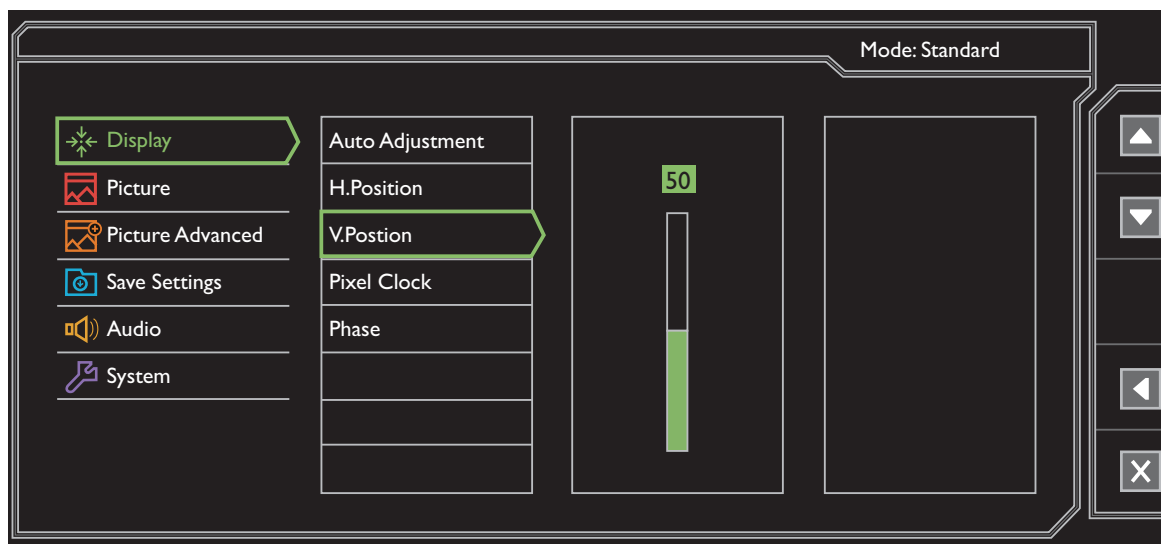 Mode: Standard
Display
Picture
Picture Advanced
Save Settings
Audio
System
Auto Adjustment
H.Position
V.Postion
Pixel Clock
Phase
50